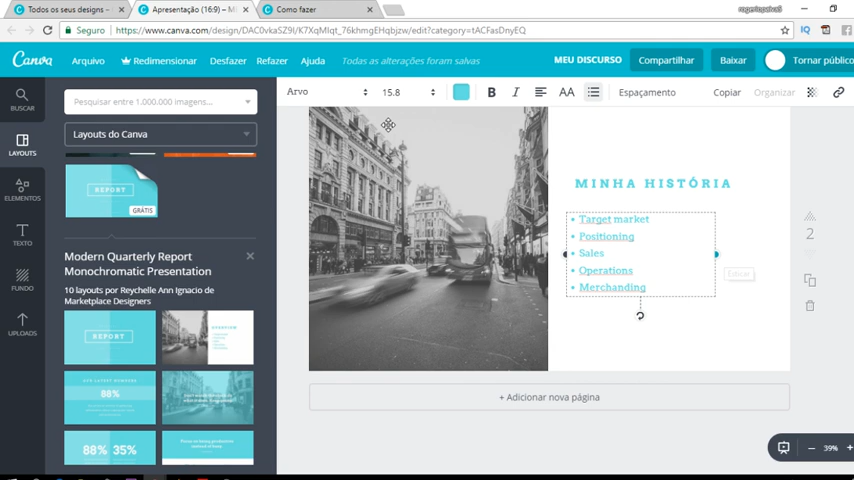 Todos os seus designs –
Apresentação (16:9) – M
Como fazer
Seguro
https://www.canva.com/design/DAC0vkaSZ9I/K7XqMIqt_76khmgEHqbjzw/edit?category=tACFasDnyEQ
Canva
Arquivo
Redimensionar
Desfazer
Refazer
Ajuda
Todas as alterações foram salvas
MEU DISCURSO
Compartilhar
Baixar
Tornar público
BUSCAR
LAYOUTS
ELEMENTOS
TEXTO
FUNDO
UPLOADS
Pesquisar entre 1.000.000 imagens...
Layouts do Canva
REPORT
GRÁTIS
Modern Quarterly Report
Monochromatic Presentation
10 layouts por Reychelle Ann Ignacio de
Marketplace Designers
REPORT
OVERVIEW
88%
88% 35%
Arvo
15.8
B
I
AA
Espaçamento
Copiar
Organizar
MINHA HISTÓRIA
• Target market
• Positioning
• Sales
• Operations
• Merchanding
2
+ Adicionar nova página
39%